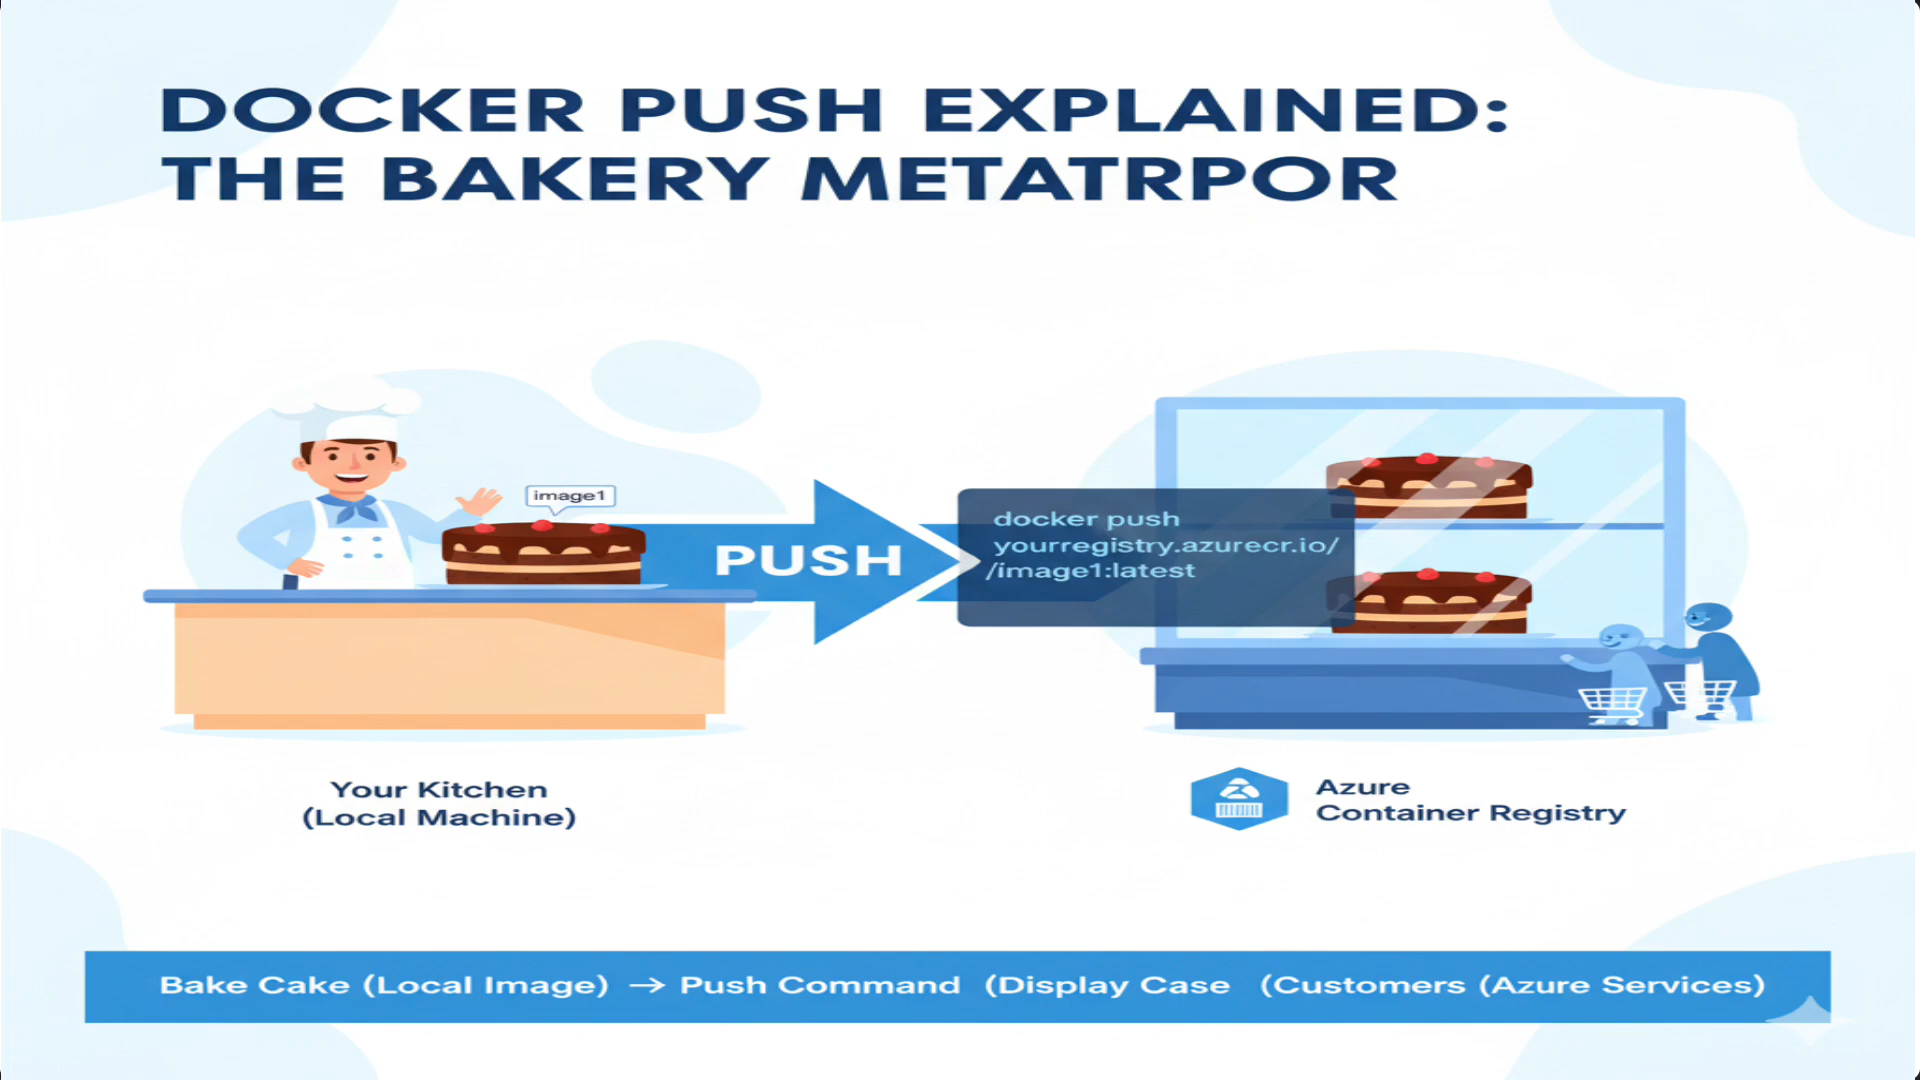 DOCKER PUSH EXPLAINED:
THE BAKERY METATRPOR
image1
PUSH
docker push
yourregistry.azurecr.io/
/image1:latest
Your Kitchen
(Local Machine)
Azure
Container Registry
Bake Cake (Local Image) → Push Command (Display Case (Customers (Azure Services)